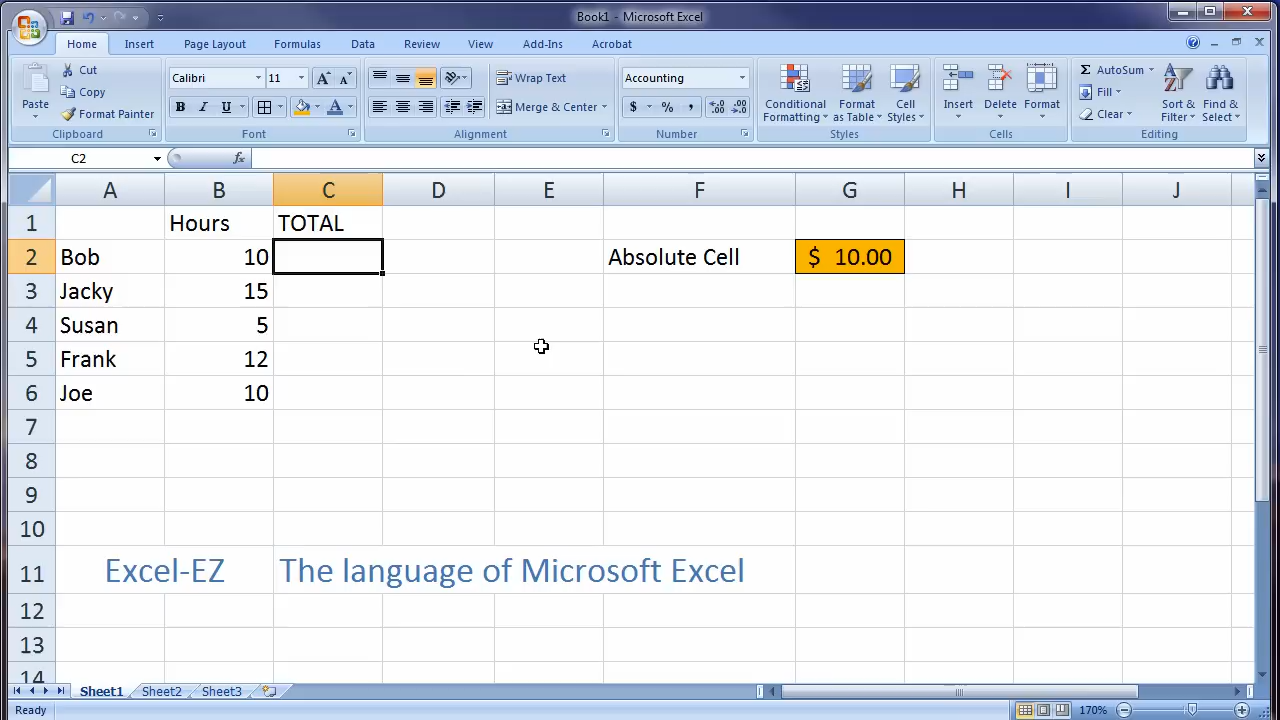 Book1 - Microsoft Excel
Home Insert Page Layout Formulas Data Review View Add-Ins Acrobat
Paste
Cut
Copy
Format Painter
Clipboard
Calibri 11
B I U
Font
Wrap Text
Merge & Center
Alignment
Accounting
$ % ,
Number
Conditional Formatting
Format as Table
Cell Styles
Styles
Insert Delete Format
Cells
Σ AutoSum
Fill
Clear
Sort & Filter
Find & Select
Editing
C2 fx
A B C D E F G H I J
1 Hours TOTAL
2 Bob 10 Absolute Cell $ 10.00
3 Jacky 15
4 Susan 5
5 Frank 12
6 Joe 10
7
8
9
10
11 Excel-EZ The language of Microsoft Excel
12
13
14
Sheet1 Sheet2 Sheet3
Ready 170%